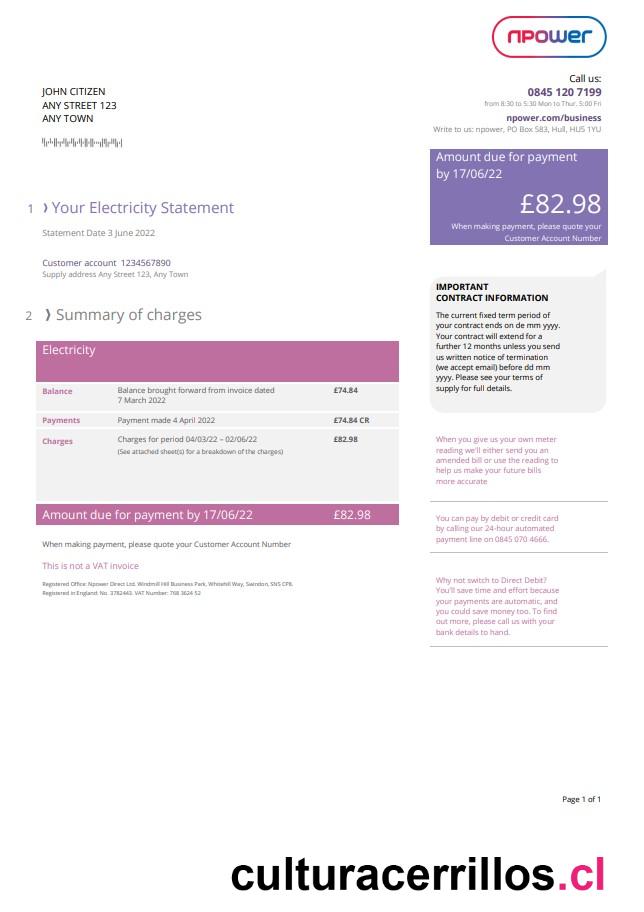 npower
Call us:
0845 120 7199
from 8:30 to 5:30 Mon to Thur. 5:00 Fri
npower.com/business
Write to us: npower, PO Box 583, Hull, HU5 1YU
JOHN CITIZEN
ANY STREET 123
ANY TOWN
Amount due for payment
by 17/06/22
£82.98
When making payment, please quote your
Customer Account Number
1 Your Electricity Statement
Statement Date 3 June 2022
Customer account 1234567890
Supply address Any Street 123, Any Town
2 Summary of charges
Electricity
Balance Balance brought forward from invoice dated £74.84
7 March 2022
Payments Payment made 4 April 2022 £74.84 CR
Charges Charges for period 04/03/22 – 02/06/22 £82.98
(See attached sheet(s) for a breakdown of the charges)
Amount due for payment by 17/06/22 £82.98
When making payment, please quote your Customer Account Number
This is not a VAT invoice
Registered Office: Npower Direct Ltd. Windmill Hill Business Park, Whitehill Way, Swindon, SN5 CP8.
Registered in England: No. 3782443. VAT Number: 768 3624 52
IMPORTANT
CONTRACT INFORMATION
The current fixed term period of
your contract ends on de mm yyyy.
Your contract will extend for a
further 12 months unless you send
us written notice of termination
(we accept email) before dd mm
yyyy. Please see your terms of
supply for full details.
When you give us your own meter
reading we'll either send you an
amended bill or use the reading to
help us make your future bills
more accurate
You can pay by debit or credit card
by calling our 24-hour automated
payment line on 0845 070 4666.
Why not switch to Direct Debit?
You'll save time and effort because
your payments are automatic, and
you could save money too. To find
out more, please call us with your
bank details to hand.
Page 1 of 1
culturacerrillos.cl